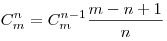 $C_m^n = C_m^{n-1} \frac{m-n+1}{n}$